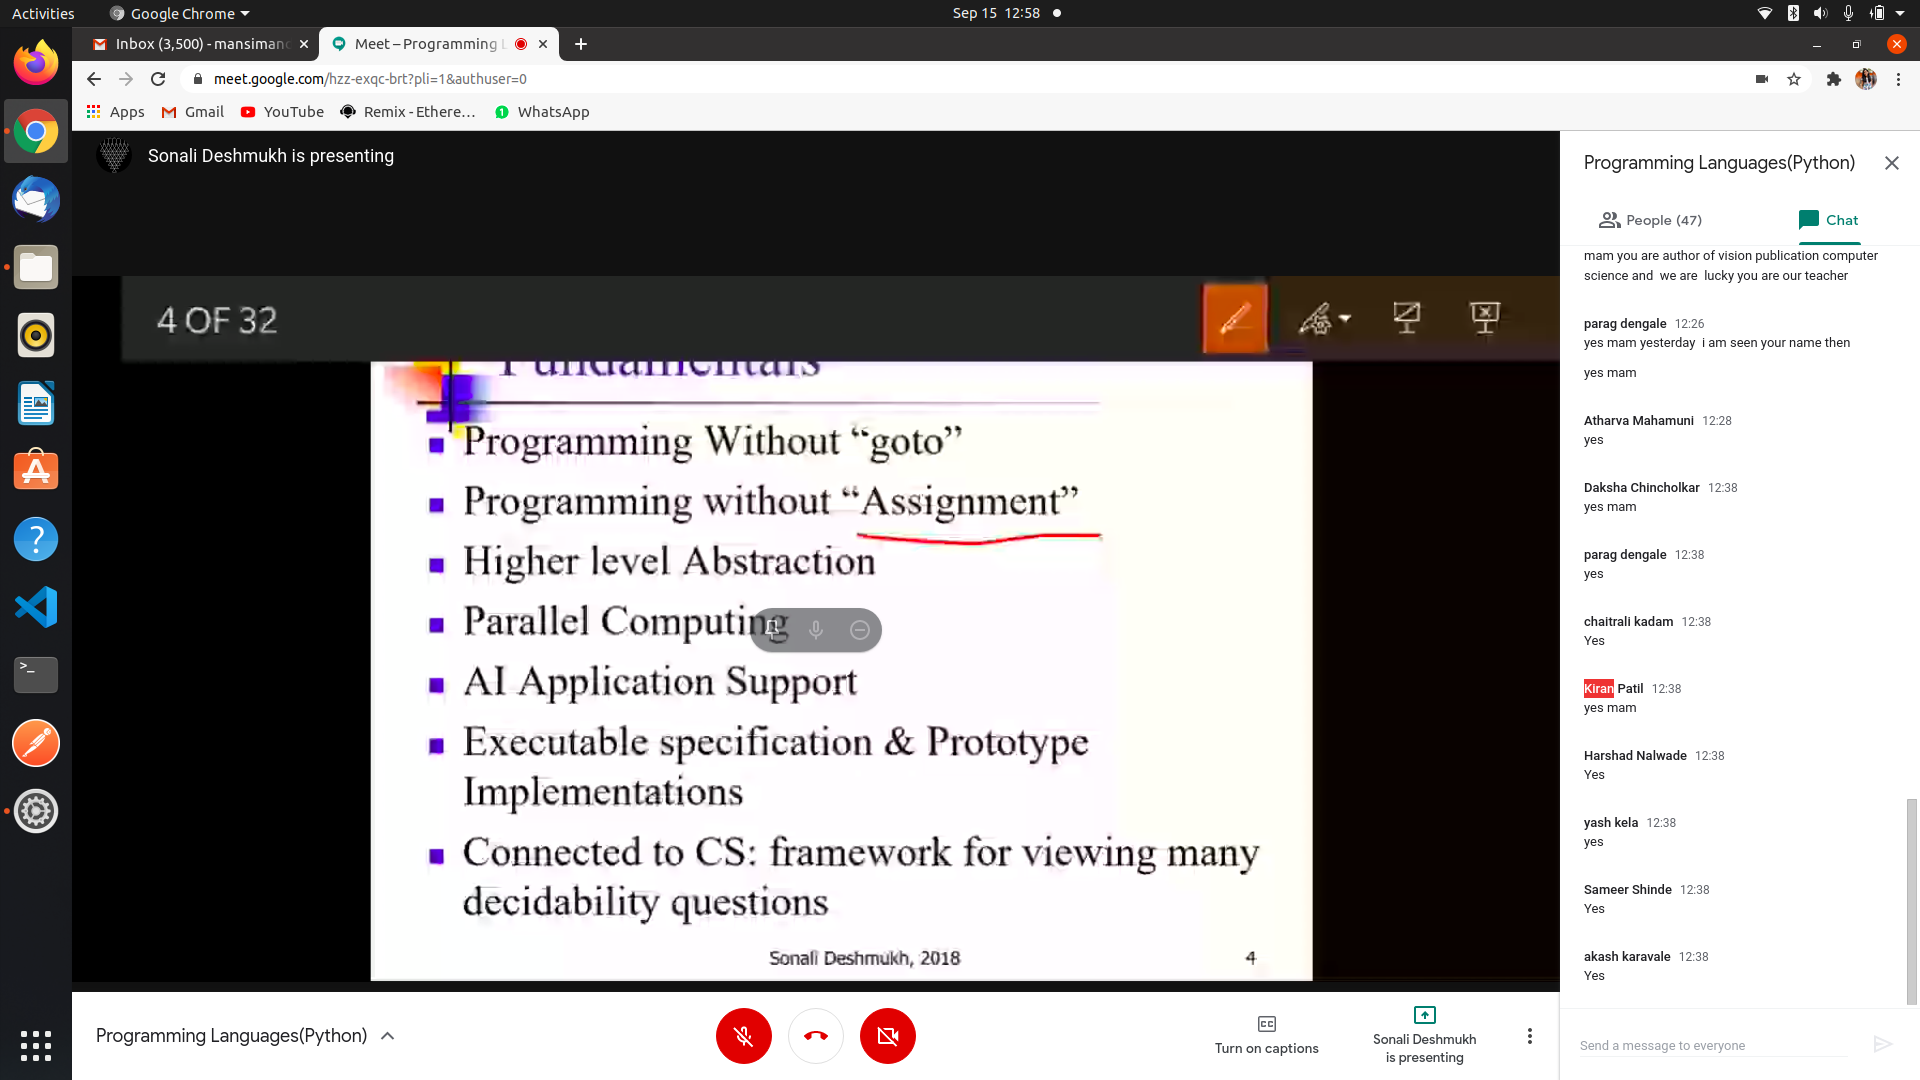 Activities
Google Chrome
Sep 15 12:58
Inbox (3,500) - mansimanc
Meet – Programming L
meet.google.com/hzz-exqc-brt?pli=1&authuser=0
Apps
Gmail
YouTube
Remix - Ethere…
1
WhatsApp
Sonali Deshmukh is presenting
4 OF 32
Fundamentals
Programming Without “goto”
Programming without “Assignment”
Higher level Abstraction
Parallel Computing
AI Application Support
Executable specification & Prototype
Implementations
Connected to CS: framework for viewing many
decidability questions
Sonali Deshmukh, 2018
4
Programming Languages(Python)
People (47)
Chat
mam you are author of vision publication computer
science and we are lucky you are our teacher
parag dengale 12:26
yes mam yesterday i am seen your name then
yes mam
Atharva Mahamuni 12:28
yes
Daksha Chincholkar 12:38
yes mam
parag dengale 12:38
yes
chaitrali kadam 12:38
Yes
Kiran Patil 12:38
yes mam
Harshad Nalwade 12:38
Yes
yash kela 12:38
yes
Sameer Shinde 12:38
Yes
akash karavale 12:38
Yes
Send a message to everyone
Programming Languages(Python)
CC
Turn on captions
Sonali Deshmukh
is presenting